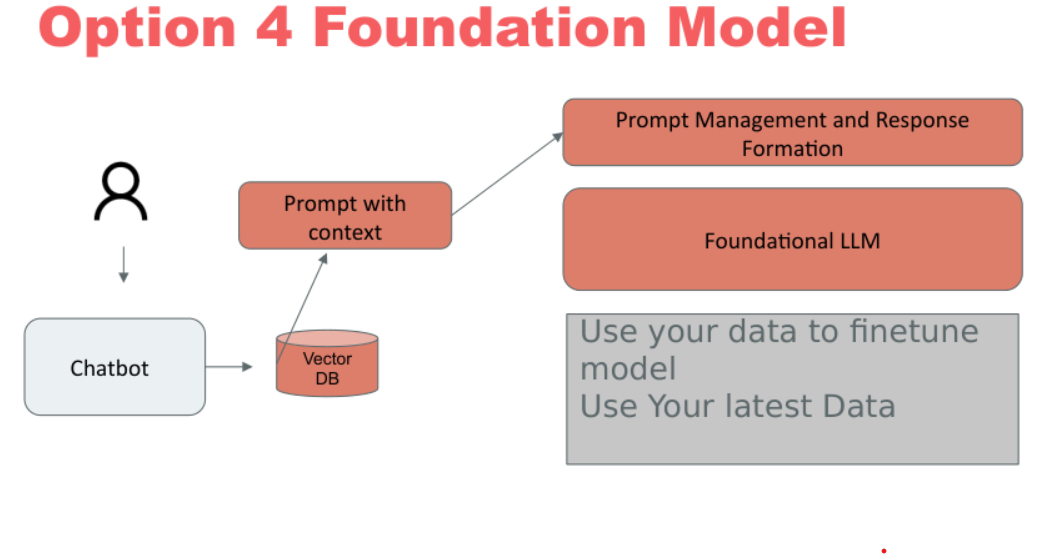 Option 4 Foundation Model
Prompt Management and Response
Formation
Prompt with
context
Foundational LLM
Use your data to finetune
model
Use Your latest Data
Chatbot
Vector
DB